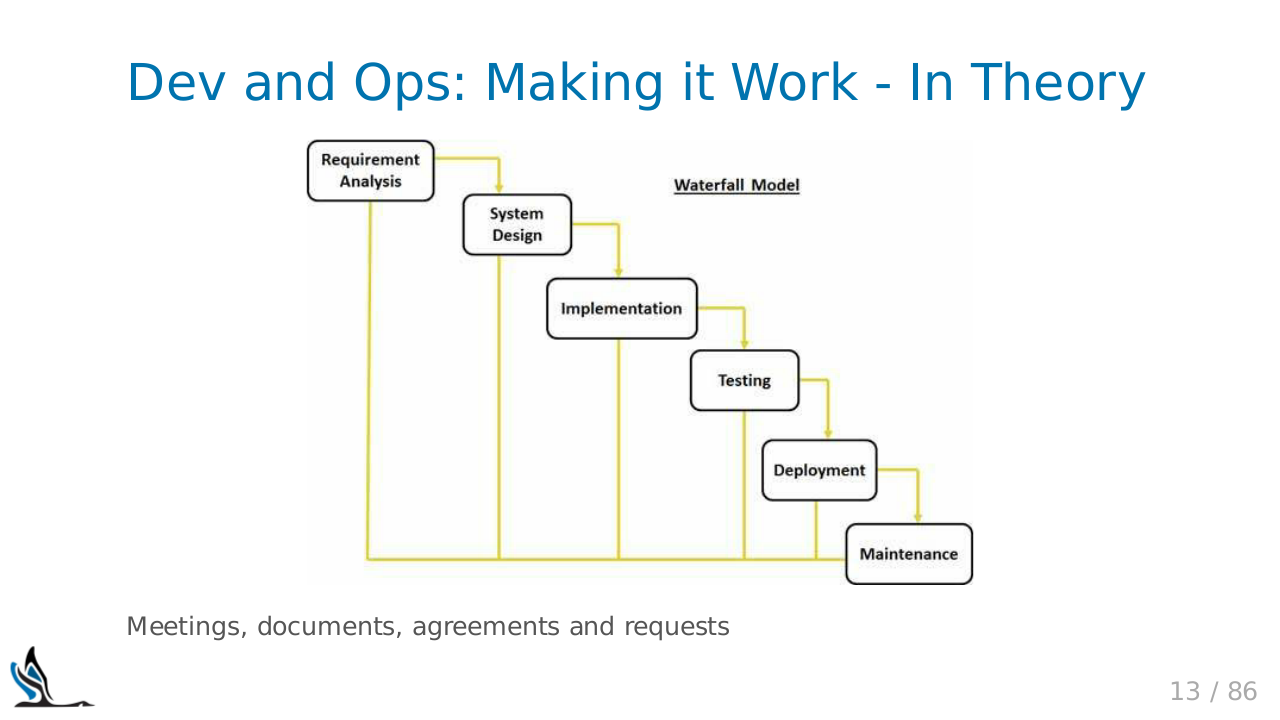 Dev and Ops: Making it Work - In Theory
Requirement
Analysis
Waterfall Model
System
Design
Implementation
Testing
Deployment
Maintenance
Meetings, documents, agreements and requests
13 / 86